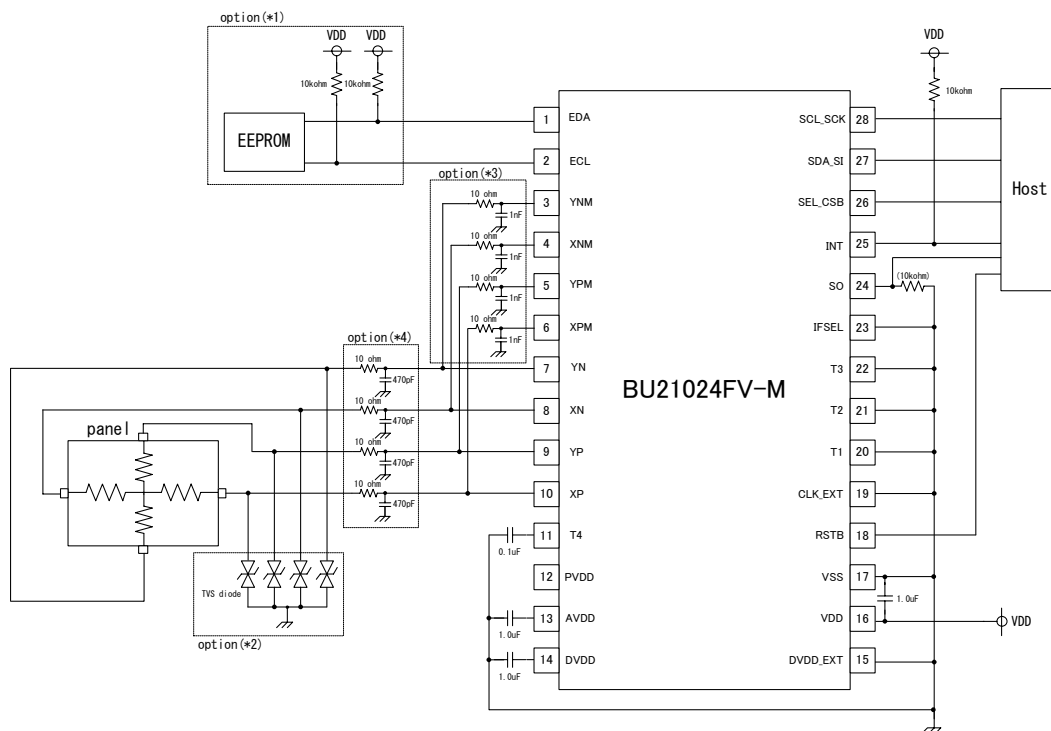 option(*1)
VDD VDD
10kohm 10kohm
EEPROM
VDD
10kohm
Host
1 EDA
2 ECL
3 YNM
4 XNM
5 YPM
6 XPM
7 YN
8 XN
9 YP
10 XP
11 T4
12 PVDD
13 AVDD
14 DVDD
BU21024FV-M
SCL_SCK 28
SDA_SI 27
SEL_CSB 26
INT 25
SO 24
IFSEL 23
T3 22
T2 21
T1 20
CLK_EXT 19
RSTB 18
VSS 17
VDD 16
DVDD_EXT 15
(10kohm)
1.0uF
VDD
option(*3)
10 ohm
1nF
10 ohm
1nF
10 ohm
1nF
10 ohm
1nF
option(*4)
10 ohm
470pF
10 ohm
470pF
10 ohm
470pF
10 ohm
470pF
panel
TVS diode
option(*2)
0.1uF
1.0uF
1.0uF